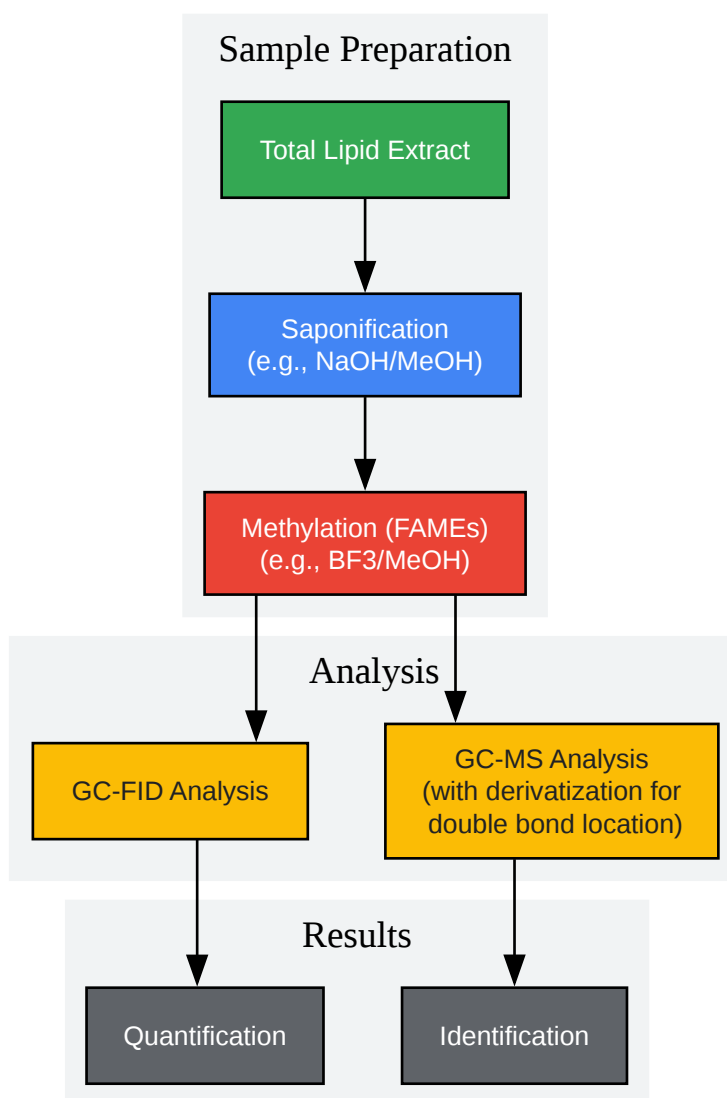 Sample Preparation
Total Lipid Extract
Saponification
(e.g., NaOH/MeOH)
Methylation (FAMEs)
(e.g., BF3/MeOH)
Analysis
GC-FID Analysis
GC-MS Analysis
(with derivatization for
double bond location)
Results
Quantification
Identification